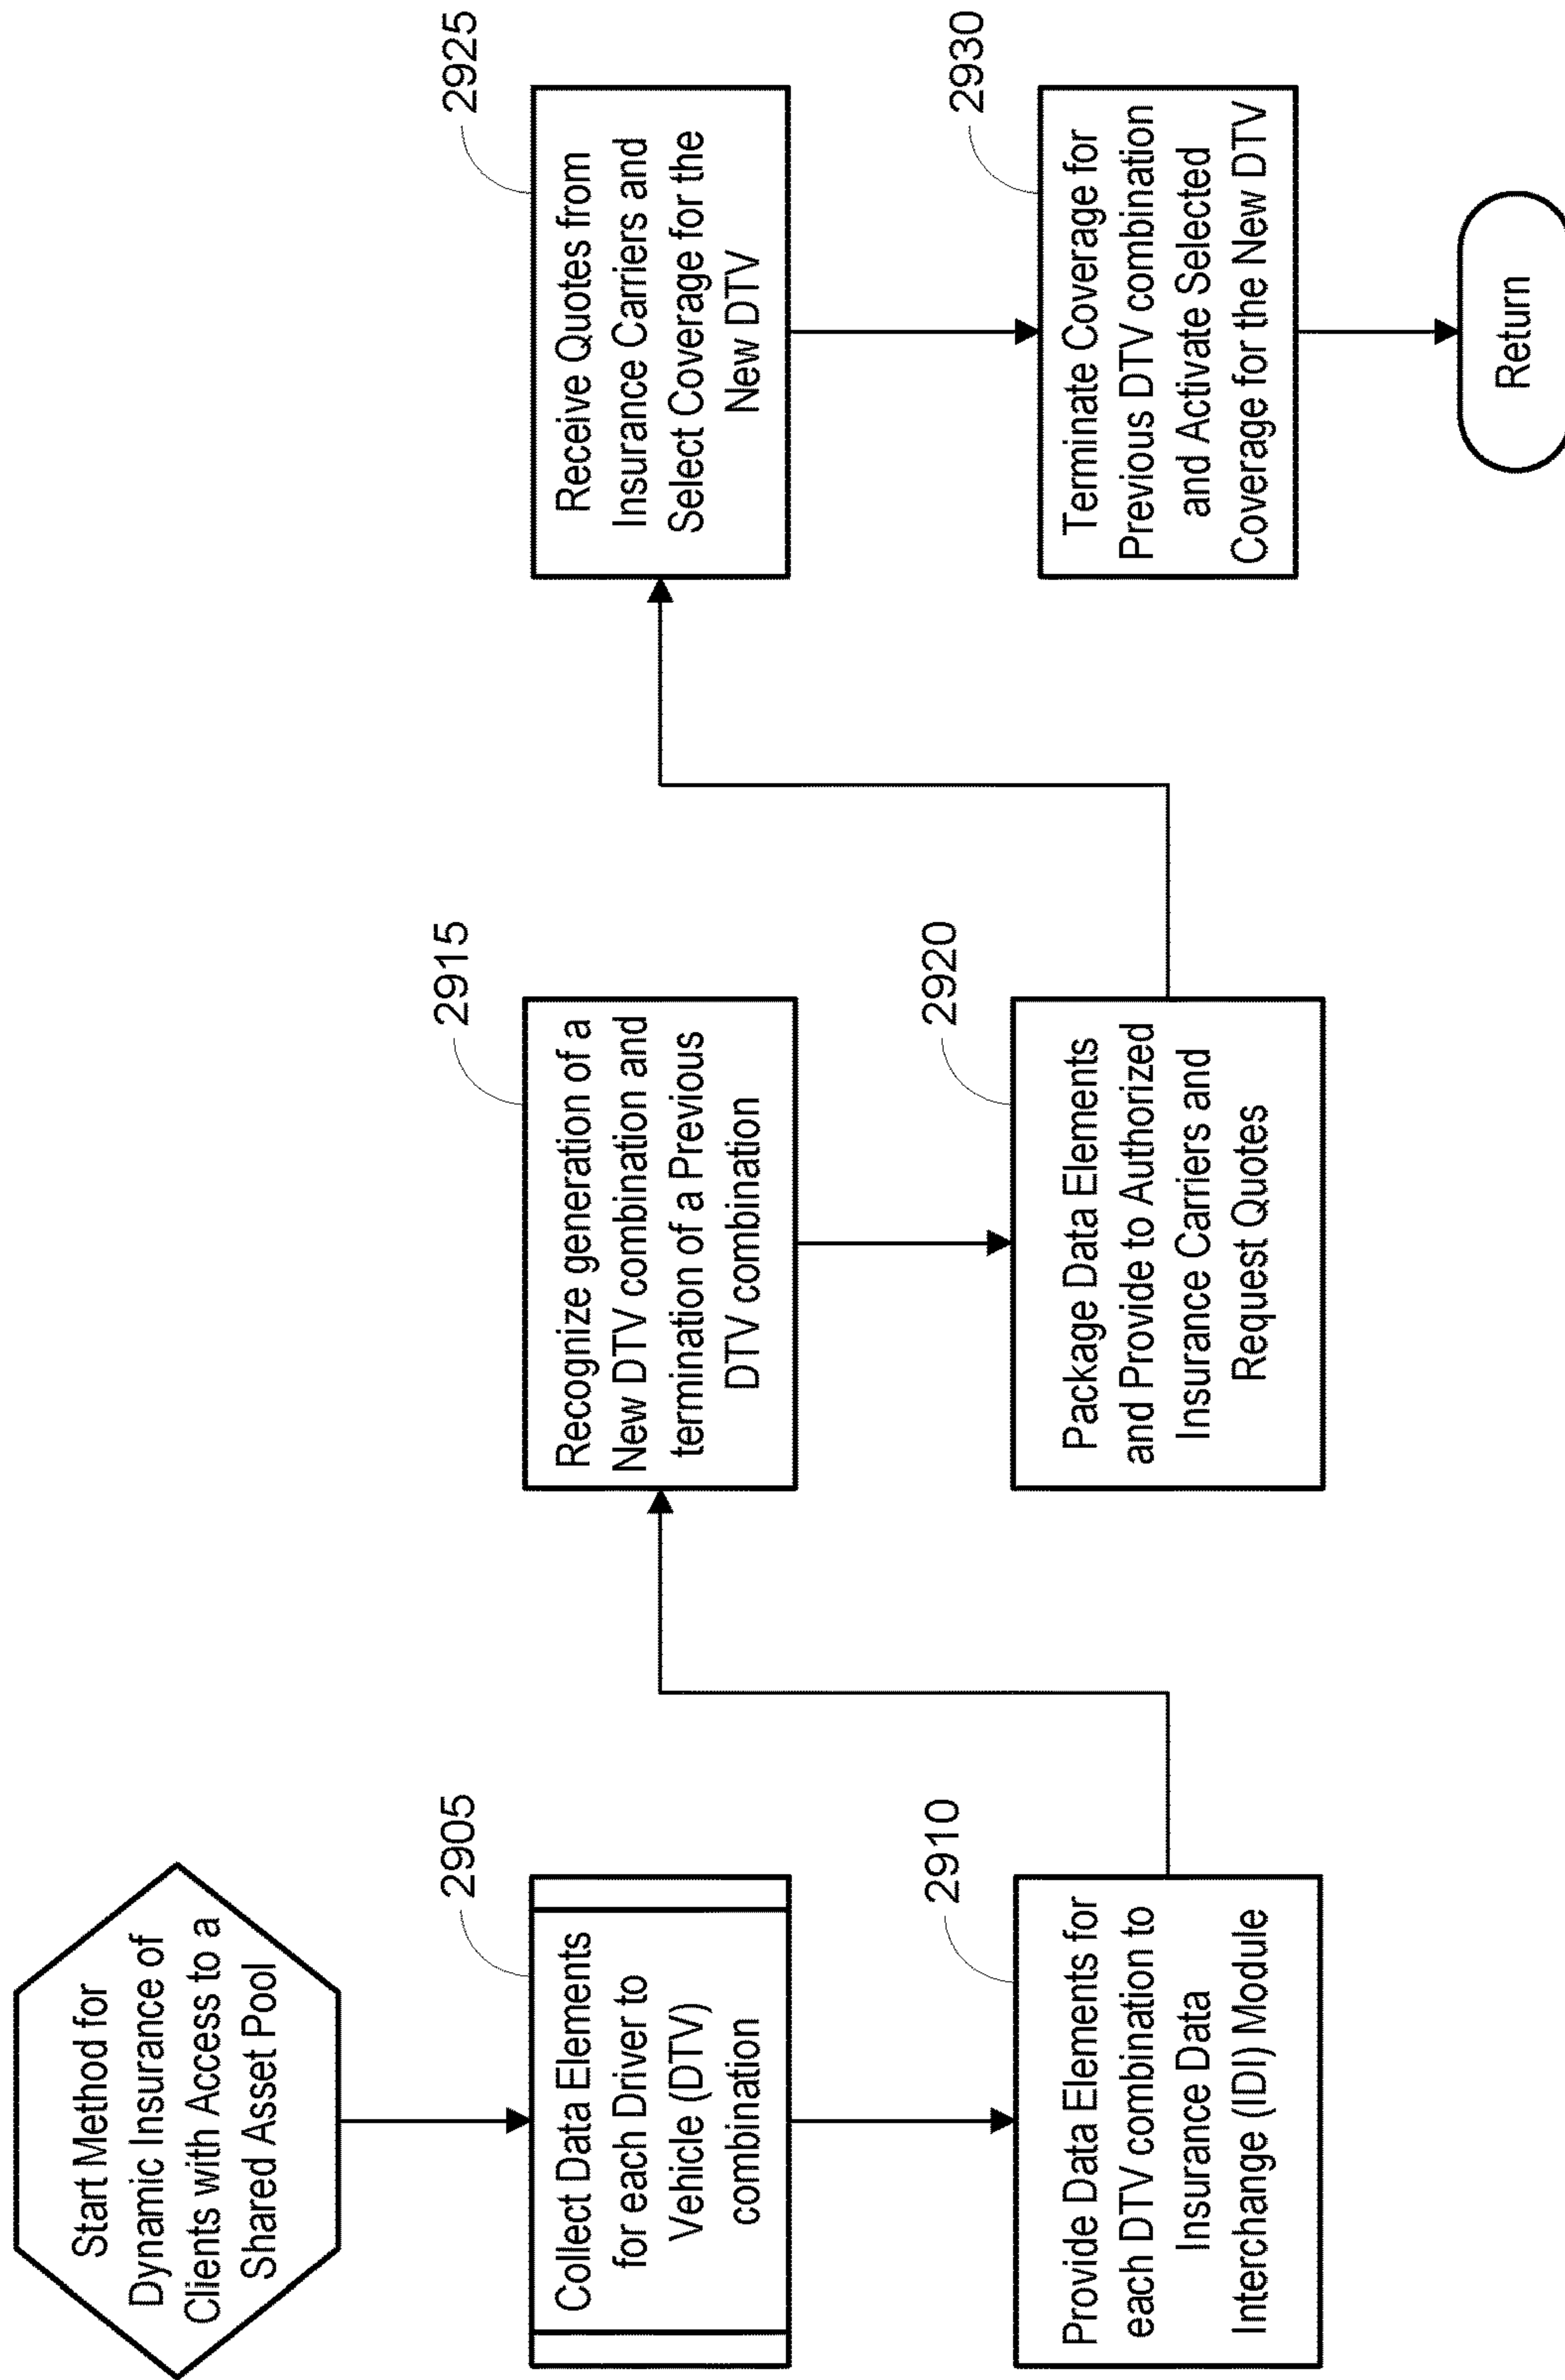 Start Method for
Dynamic Insurance of
Clients with Access to a
Shared Asset Pool
2905
Collect Data Elements
for each Driver to
Vehicle (DTV)
combination
2910
Provide Data Elements for
each DTV combination to
Insurance Data
Interchange (IDI) Module
2915
Recognize generation of a
New DTV combination and
termination of a Previous
DTV combination
2920
Package Data Elements
and Provide to Authorized
Insurance Carriers and
Request Quotes
2925
Receive Quotes from
Insurance Carriers and
Select Coverage for the
New DTV
2930
Terminate Coverage for
Previous DTV combination
and Activate Selected
Coverage for the New DTV
Return